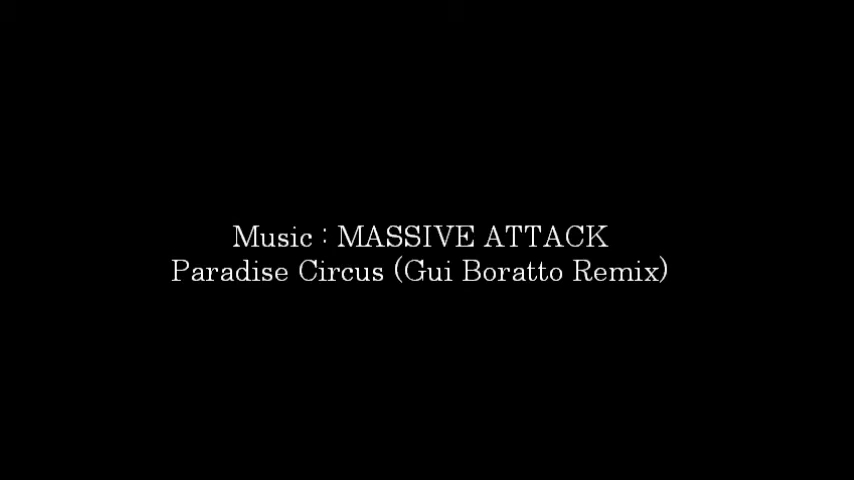 Music : MASSIVE ATTACK
Paradise Circus (Gui Boratto Remix)